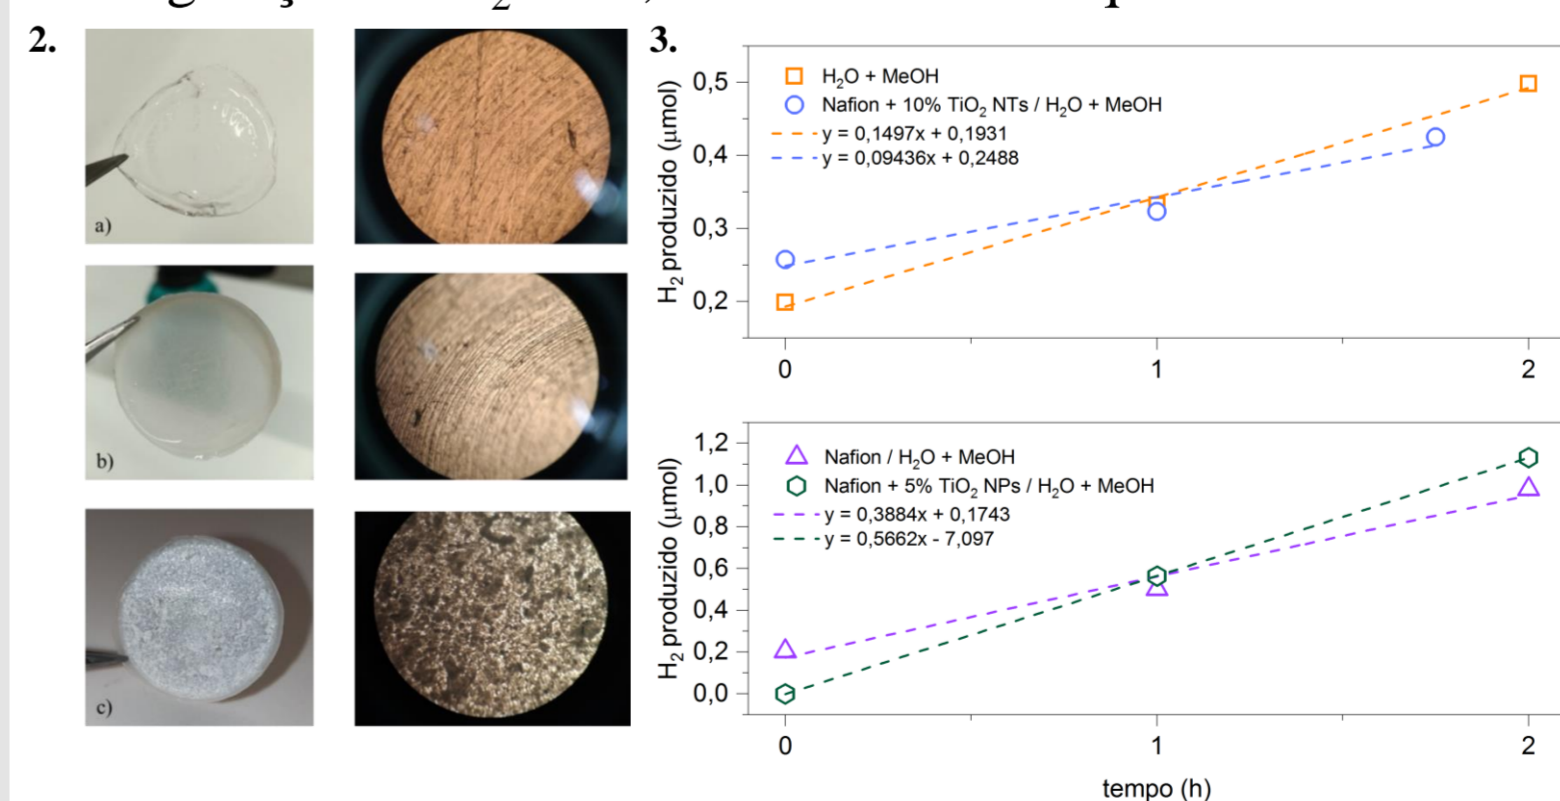 2.
a)
b)
c)
3.
H₂ produzido (μmol)
0,5
0,4
0,3
0,2
H₂O + MeOH
Nafion + 10% TiO₂ NTs / H₂O + MeOH
y = 0,1497x + 0,1931
y = 0,09436x + 0,2488
0 1 2
H₂ produzido (μmol)
1,2
1,0
0,8
0,6
0,4
0,2
0,0
Nafion / H₂O + MeOH
Nafion + 5% TiO₂ NPs / H₂O + MeOH
y = 0,3884x + 0,1743
y = 0,5662x - 7,097
0 1 2
tempo (h)